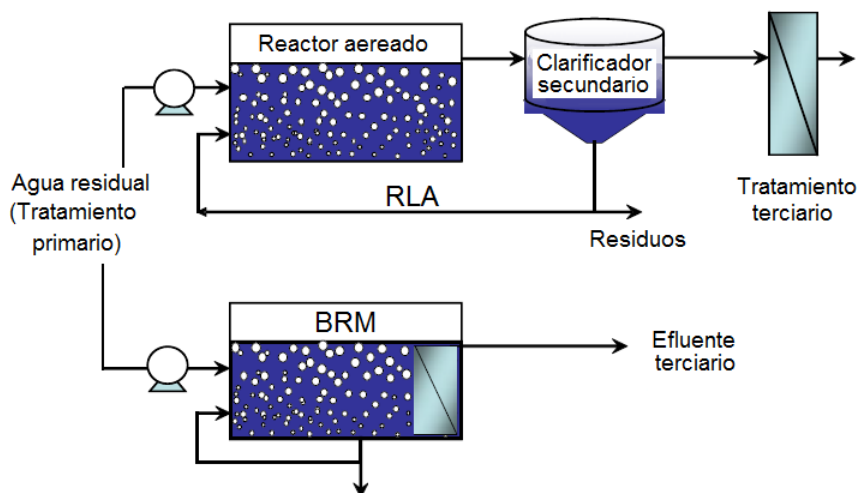 Reactor aereado
Clarificador
secundario
Agua residual
(Tratamiento
primario)
RLA
Residuos
Tratamiento
terciario
BRM
Efluente
terciario